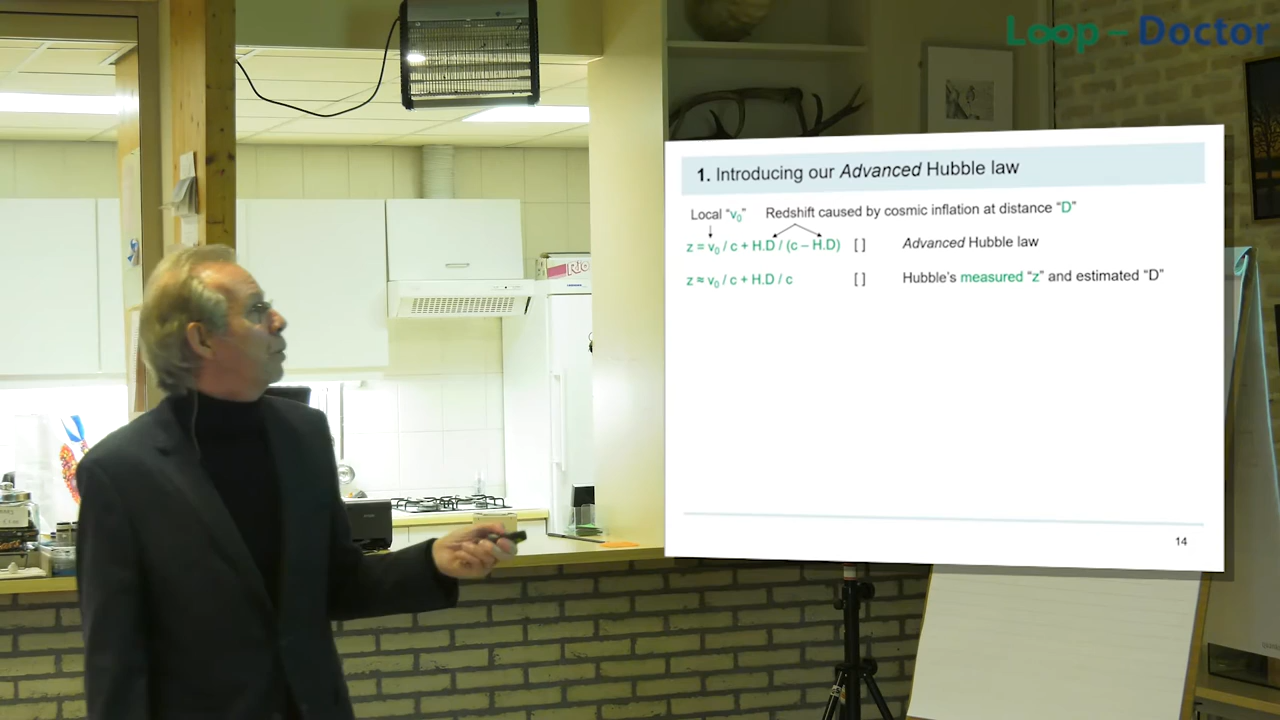 Loop – Doctor
Rio
1. Introducing our Advanced Hubble law
Local “v₀” Redshift caused by cosmic inflation at distance “D”
z = v₀ / c + H.D / (c – H.D) [ ] Advanced Hubble law
z ≈ v₀ / c + H.D / c [ ] Hubble's measured “z” and estimated “D”
14